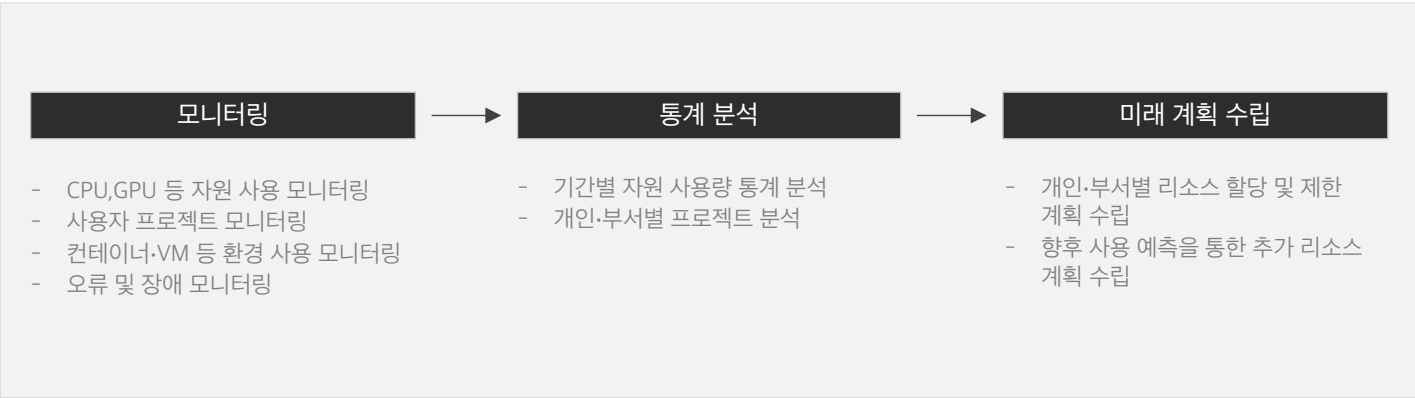 모니터링
통계 분석
미래 계획 수립
- CPU,GPU 등 자원 사용 모니터링
- 사용자 프로젝트 모니터링
- 컨테이너•VM 등 환경 사용 모니터링
- 오류 및 장애 모니터링
- 기간별 자원 사용량 통계 분석
- 개인•부서별 프로젝트 분석
- 개인•부서별 리소스 할당 및 제한
계획 수립
- 향후 사용 예측을 통한 추가 리소스
계획 수립